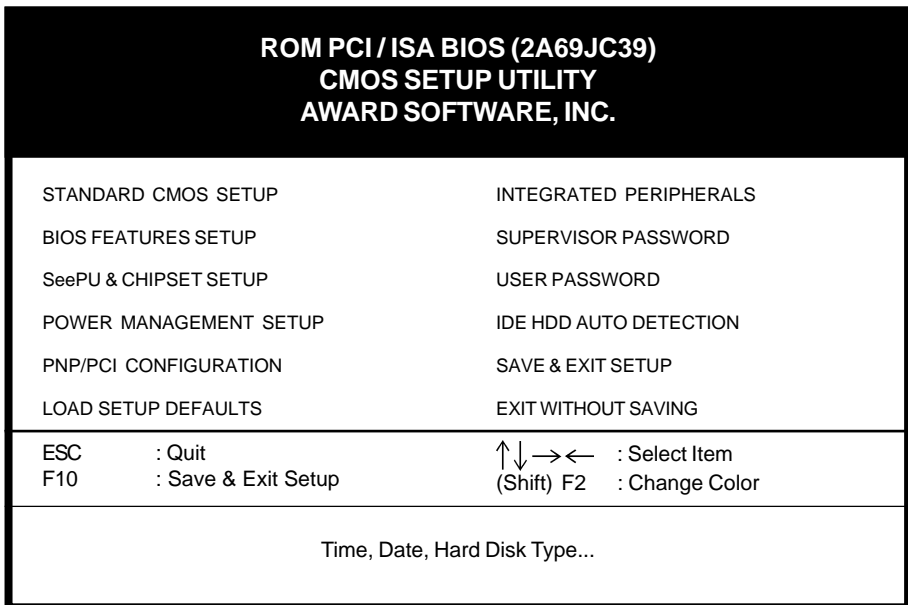 ROM PCI / ISA BIOS (2A69JC39)
CMOS SETUP UTILITY
AWARD SOFTWARE, INC.
STANDARD CMOS SETUP
BIOS FEATURES SETUP
SeePU & CHIPSET SETUP
POWER MANAGEMENT SETUP
PNP/PCI CONFIGURATION
LOAD SETUP DEFAULTS
INTEGRATED PERIPHERALS
SUPERVISOR PASSWORD
USER PASSWORD
IDE HDD AUTO DETECTION
SAVE & EXIT SETUP
EXIT WITHOUT SAVING
ESC : Quit
F10 : Save & Exit Setup
↑↓→← : Select Item
(Shift) F2 : Change Color
Time, Date, Hard Disk Type...